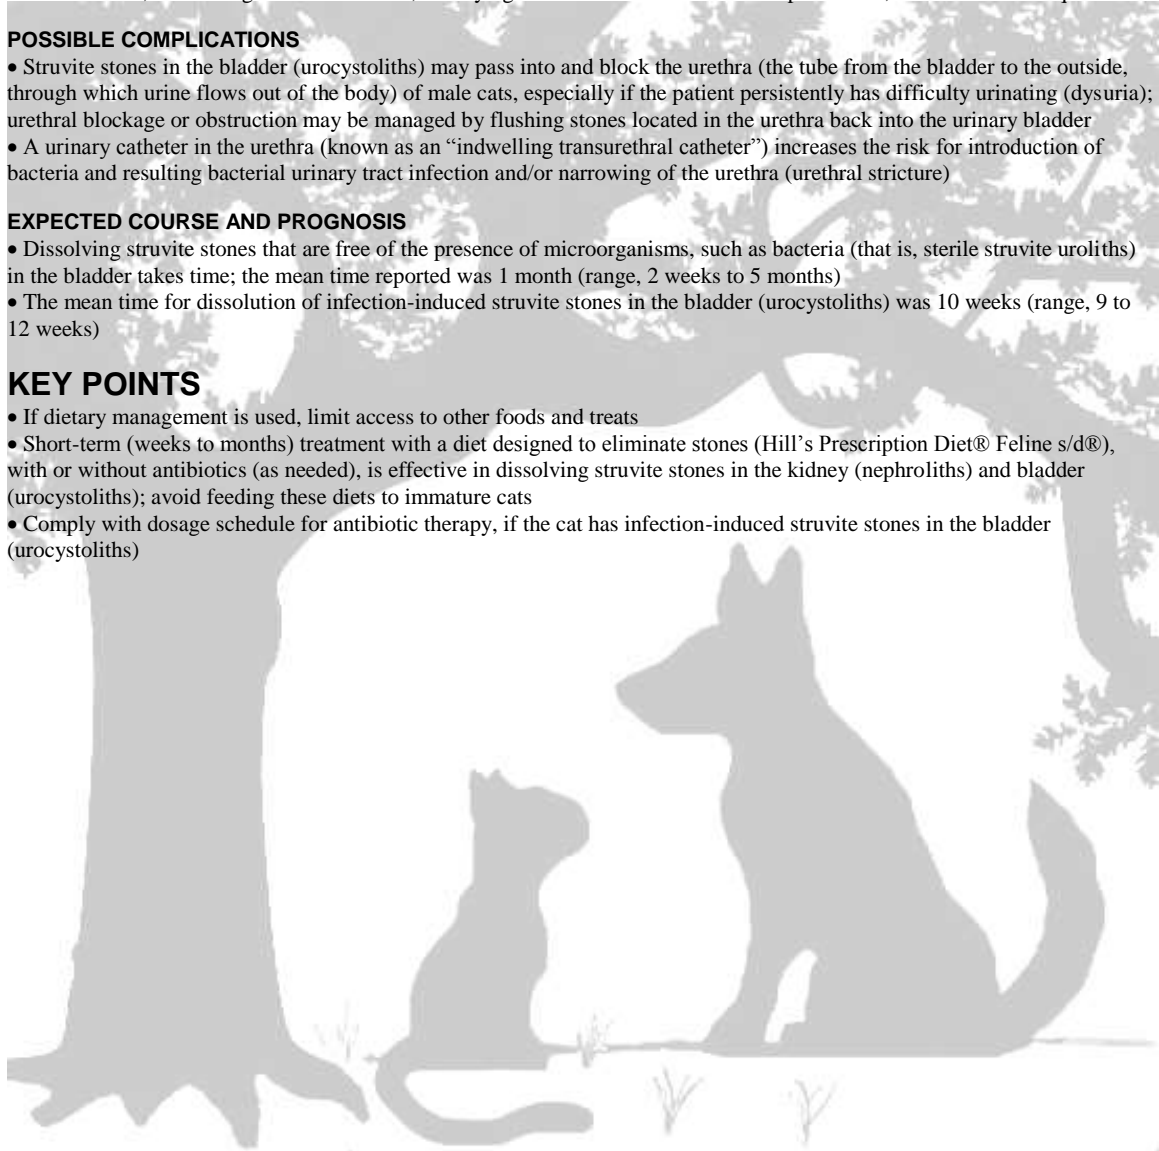 POSSIBLE COMPLICATIONS
• Struvite stones in the bladder (urocystoliths) may pass into and block the urethra (the tube from the bladder to the outside,
through which urine flows out of the body) of male cats, especially if the patient persistently has difficulty urinating (dysuria);
urethral blockage or obstruction may be managed by flushing stones located in the urethra back into the urinary bladder
• A urinary catheter in the urethra (known as an “indwelling transurethral catheter”) increases the risk for introduction of
bacteria and resulting bacterial urinary tract infection and/or narrowing of the urethra (urethral stricture)
EXPECTED COURSE AND PROGNOSIS
• Dissolving struvite stones that are free of the presence of microorganisms, such as bacteria (that is, sterile struvite uroliths)
in the bladder takes time; the mean time reported was 1 month (range, 2 weeks to 5 months)
• The mean time for dissolution of infection-induced struvite stones in the bladder (urocystoliths) was 10 weeks (range, 9 to
12 weeks)
KEY POINTS
• If dietary management is used, limit access to other foods and treats
• Short-term (weeks to months) treatment with a diet designed to eliminate stones (Hill’s Prescription Diet® Feline s/d®),
with or without antibiotics (as needed), is effective in dissolving struvite stones in the kidney (nephroliths) and bladder
(urocystoliths); avoid feeding these diets to immature cats
• Comply with dosage schedule for antibiotic therapy, if the cat has infection-induced struvite stones in the bladder
(urocystoliths)